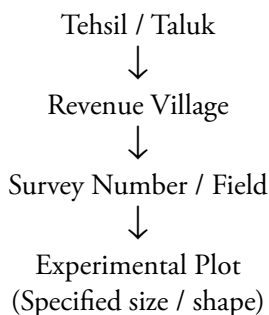 Tehsil / Taluk
↓
Revenue Village
↓
Survey Number / Field
↓
Experimental Plot
(Specified size / shape)